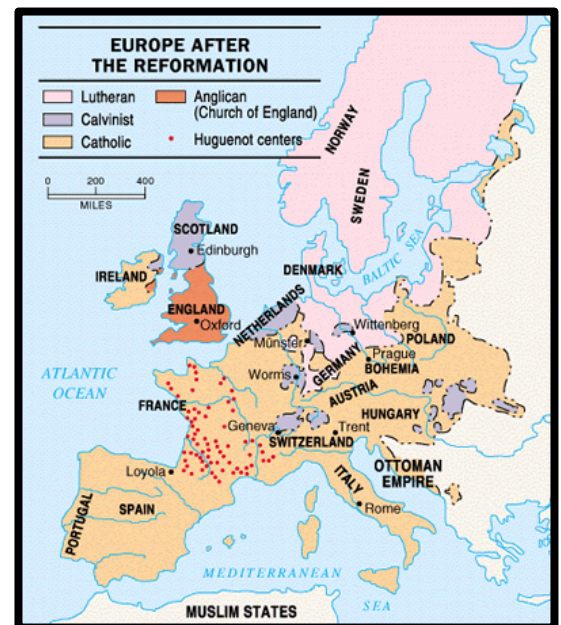 EUROPE AFTER
THE REFORMATION
Lutheran
Calvinist
Catholic
Anglican
(Church of England)
Huguenot centers
0 200 400
MILES
NORWAY
SWEDEN
SCOTLAND
Edinburgh
IRELAND
ENGLAND
Oxford
DENMARK
BALTIC SEA
NETHERLANDS
Wittenberg
Münster
POLAND
GERMANY
Prague
BOHEMIA
Worms
AUSTRIA
ATLANTIC
OCEAN
FRANCE
Geneva
HUNGARY
SWITZERLAND
Trent
Loyola
OTTOMAN
EMPIRE
PORTUGAL
SPAIN
ITALY
Rome
MEDITERRANEAN
SEA
MUSLIM STATES